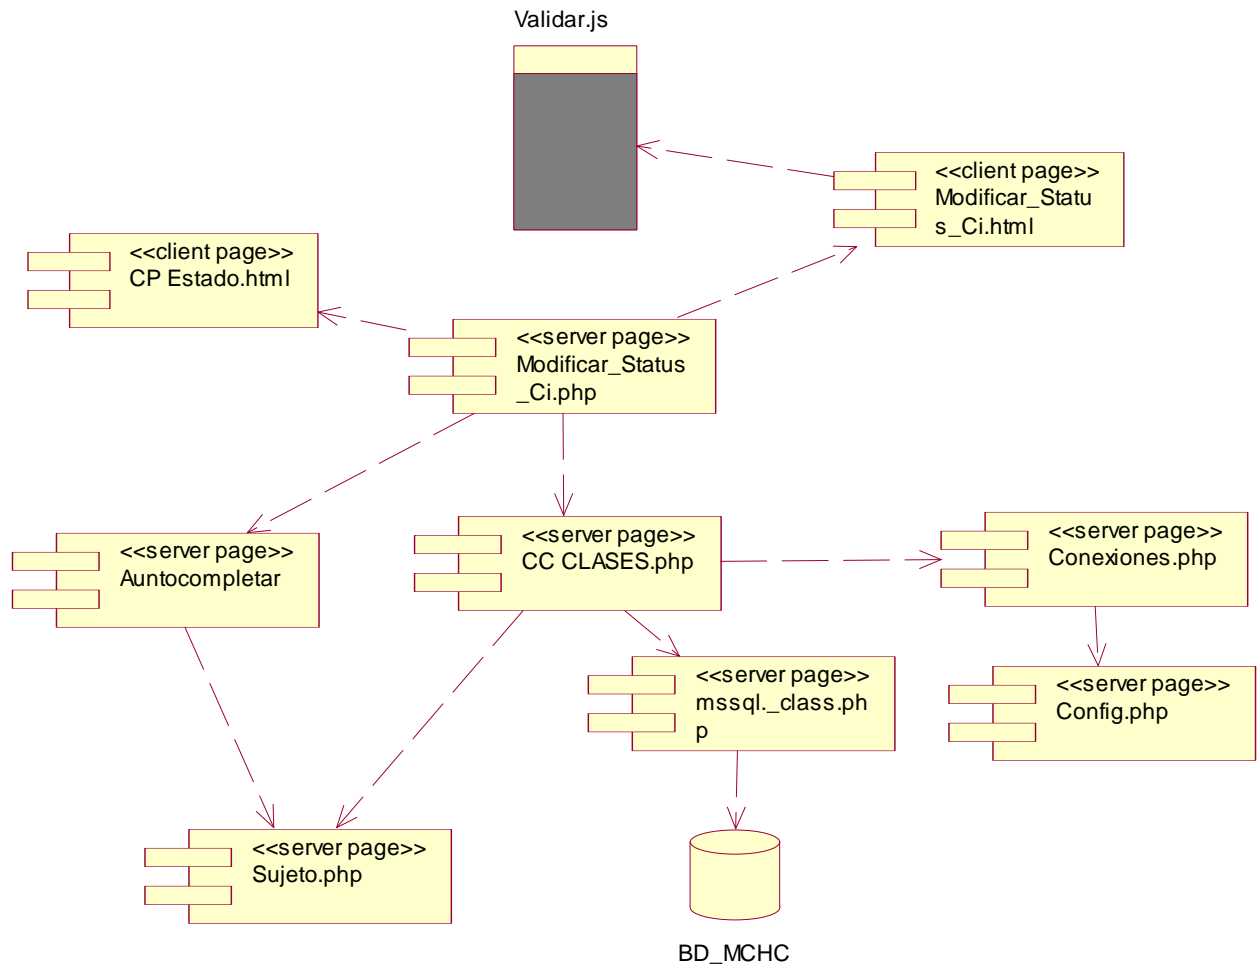 Validar.js
<<client page>>
Modificar_Statu
s_Ci.html
<<client page>>
CP Estado.html
<<server page>>
Modificar_Status
_Ci.php
<<server page>>
Auntocompletar
<<server page>>
CC CLASES.php
<<server page>>
Conexiones.php
<<server page>>
mssql._class.ph
p
<<server page>>
Config.php
<<server page>>
Sujeto.php
BD_MCHC